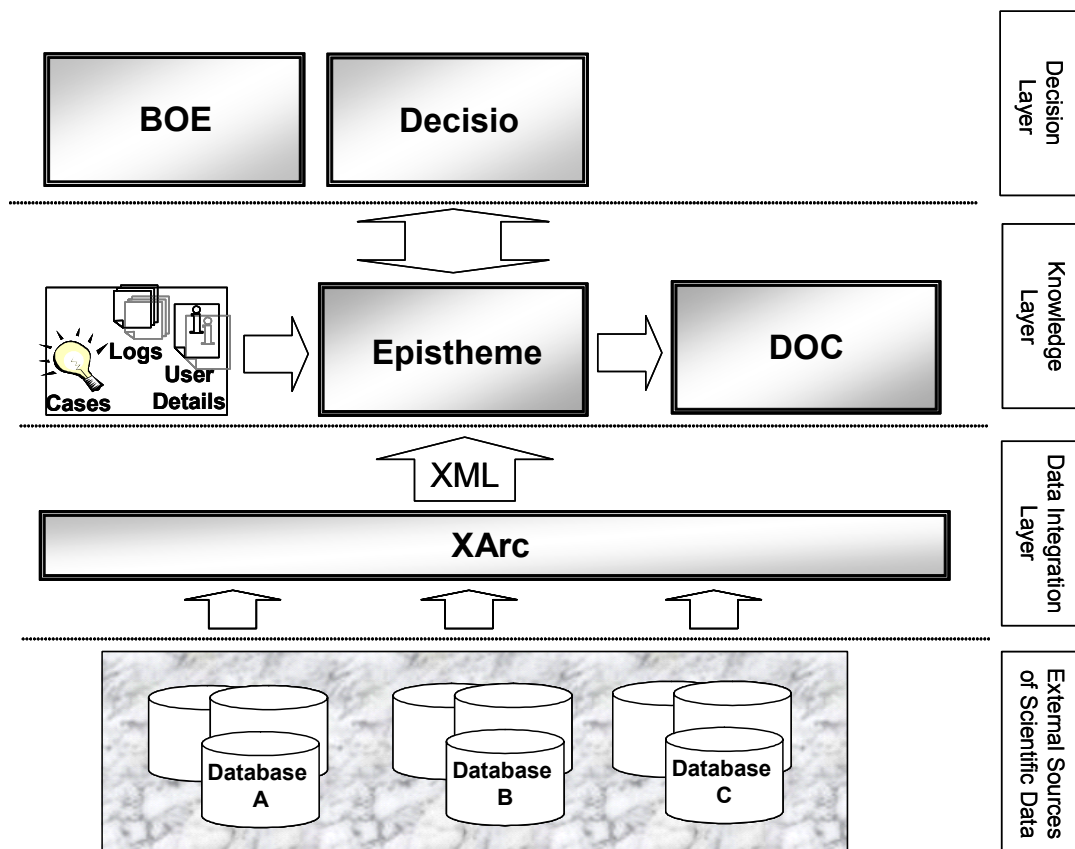 BOE
Decisio
Decision
Layer
Logs
User
Details
Cases
Epistheme
DOC
Knowledge
Layer
XML
XArc
Data Integration
Layer
Database
A
Database
B
Database
C
External Sources
of Scientific Data